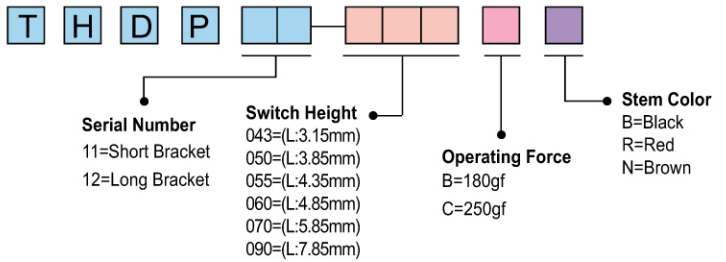 T H D P
Serial Number
11=Short Bracket
12=Long Bracket
Switch Height
043=(L:3.15mm)
050=(L:3.85mm)
055=(L:4.35mm)
060=(L:4.85mm)
070=(L:5.85mm)
090=(L:7.85mm)
Operating Force
B=180gf
C=250gf
Stem Color
B=Black
R=Red
N=Brown